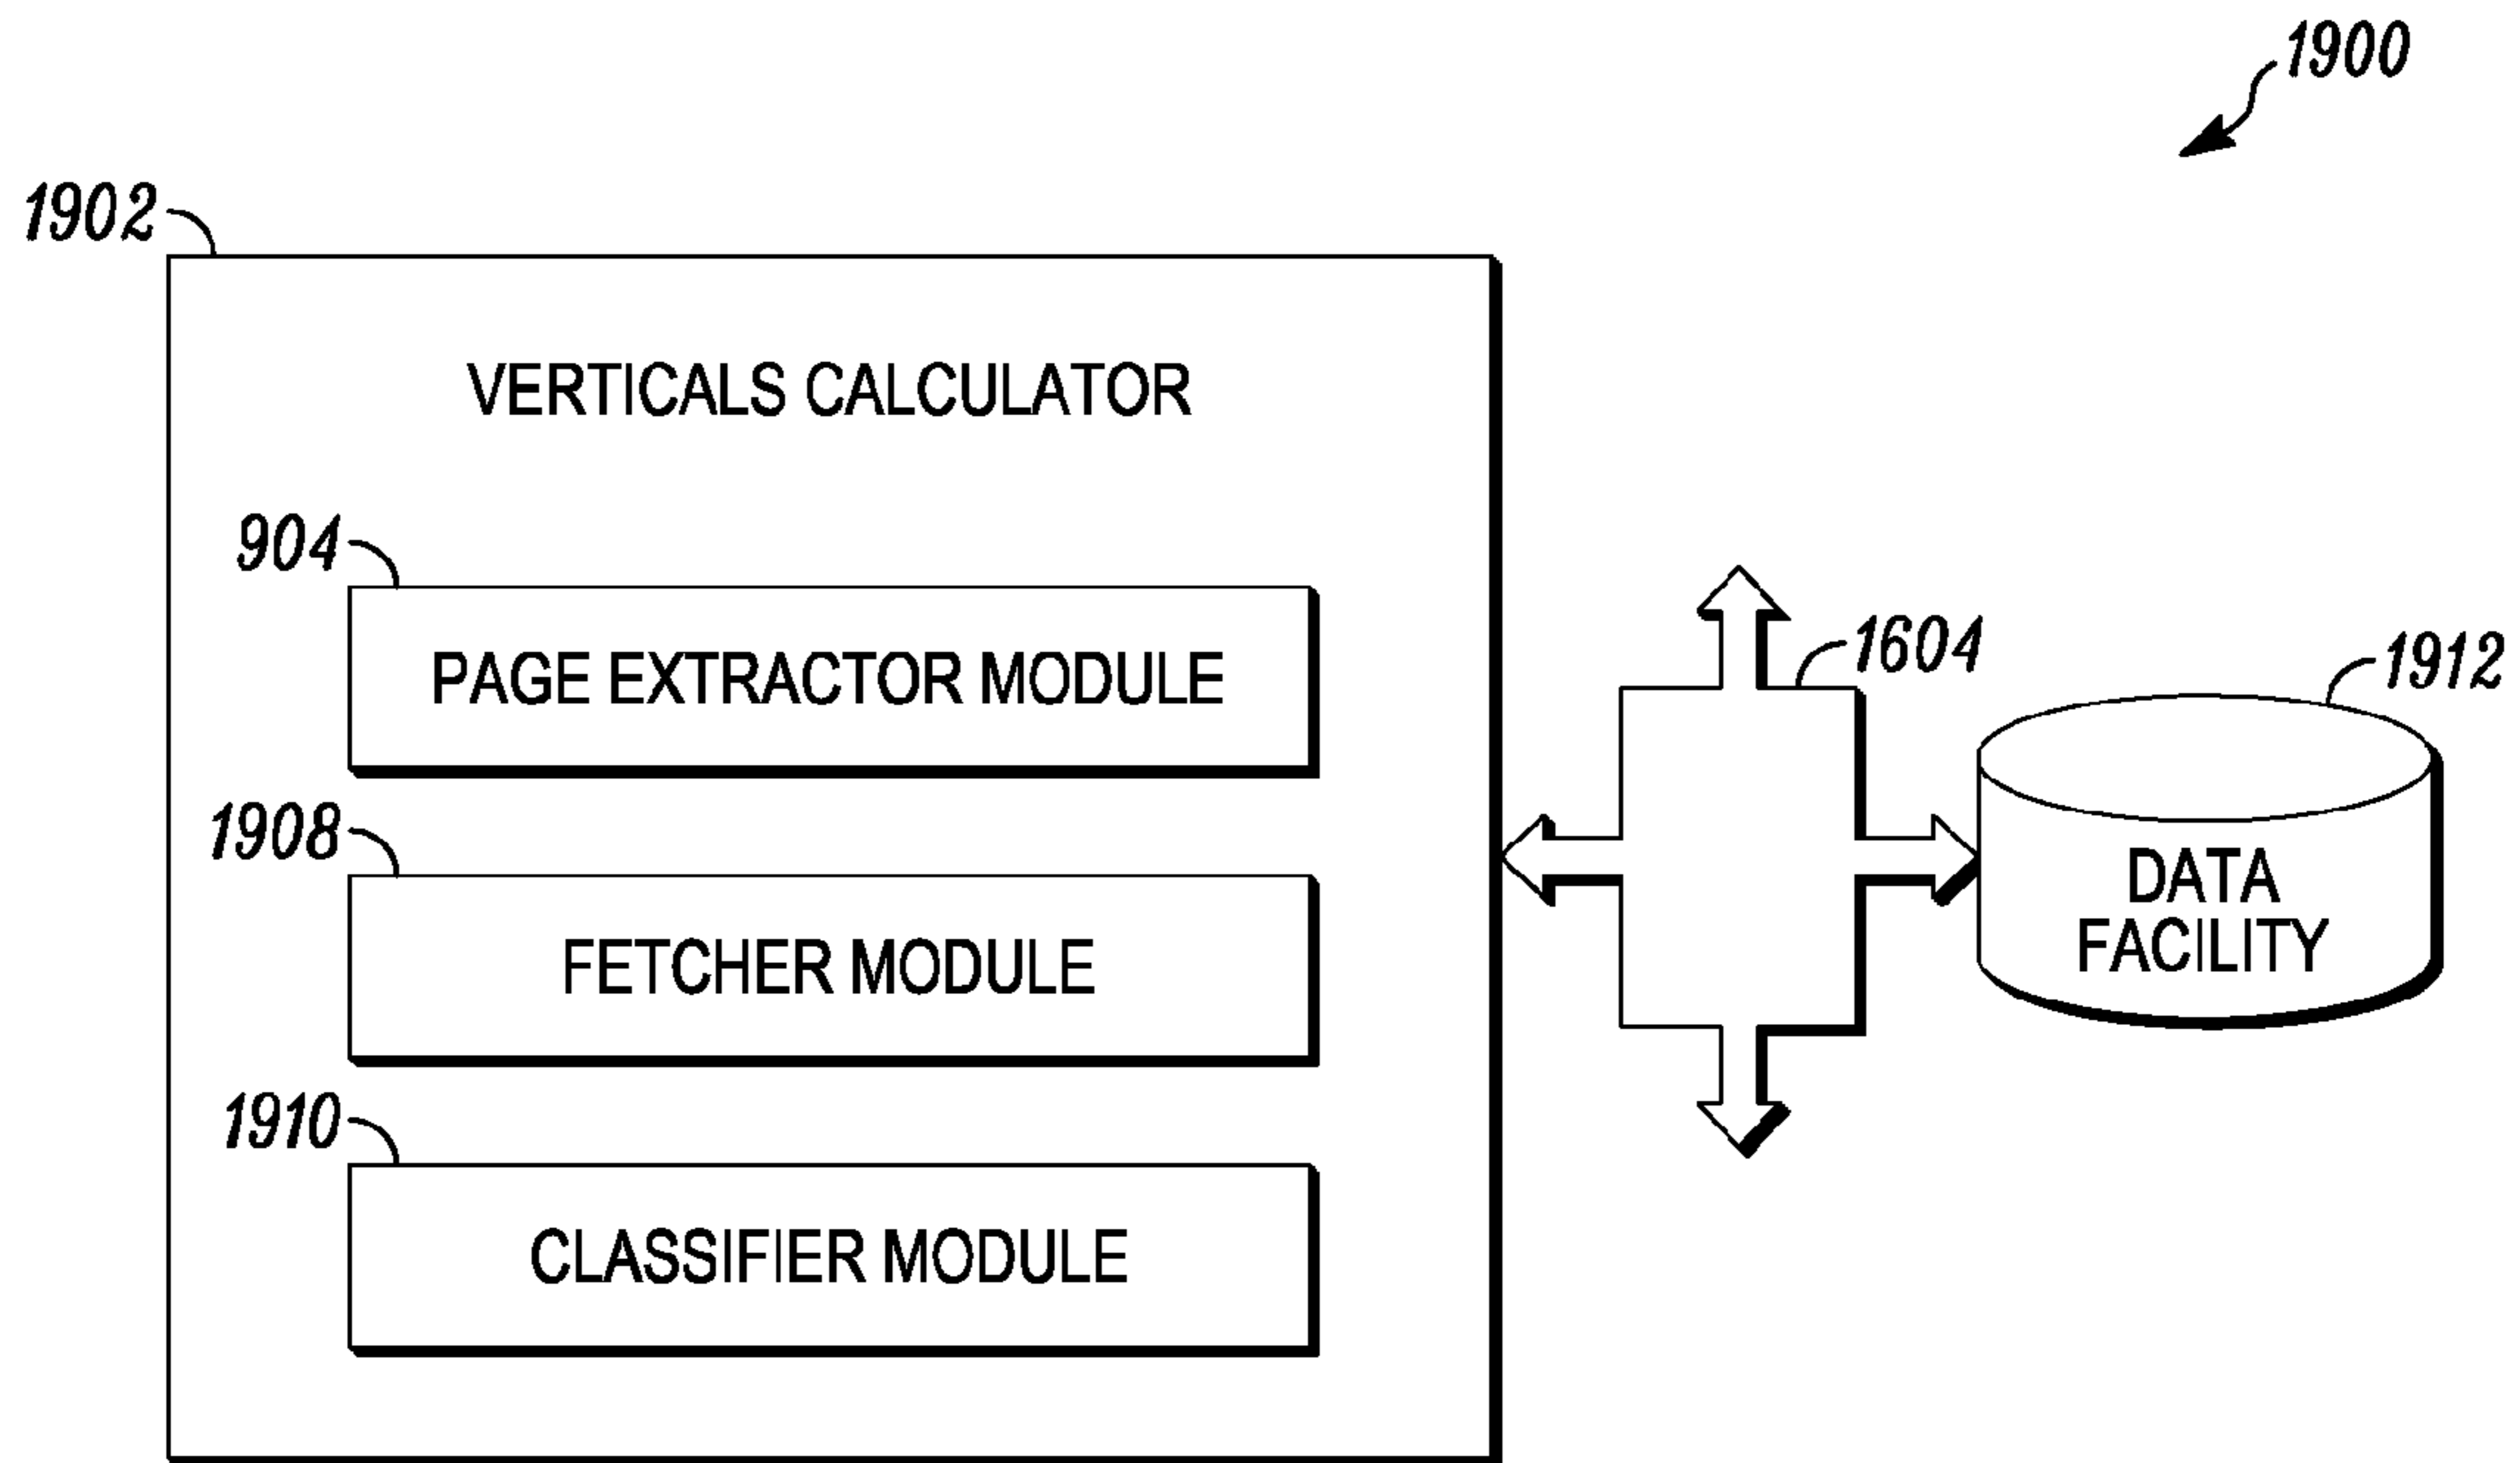 1900
1902
VERTICALS CALCULATOR
904
PAGE EXTRACTOR MODULE
1604
1912
1908
FETCHER MODULE
DATA
FACILITY
1910
CLASSIFIER MODULE